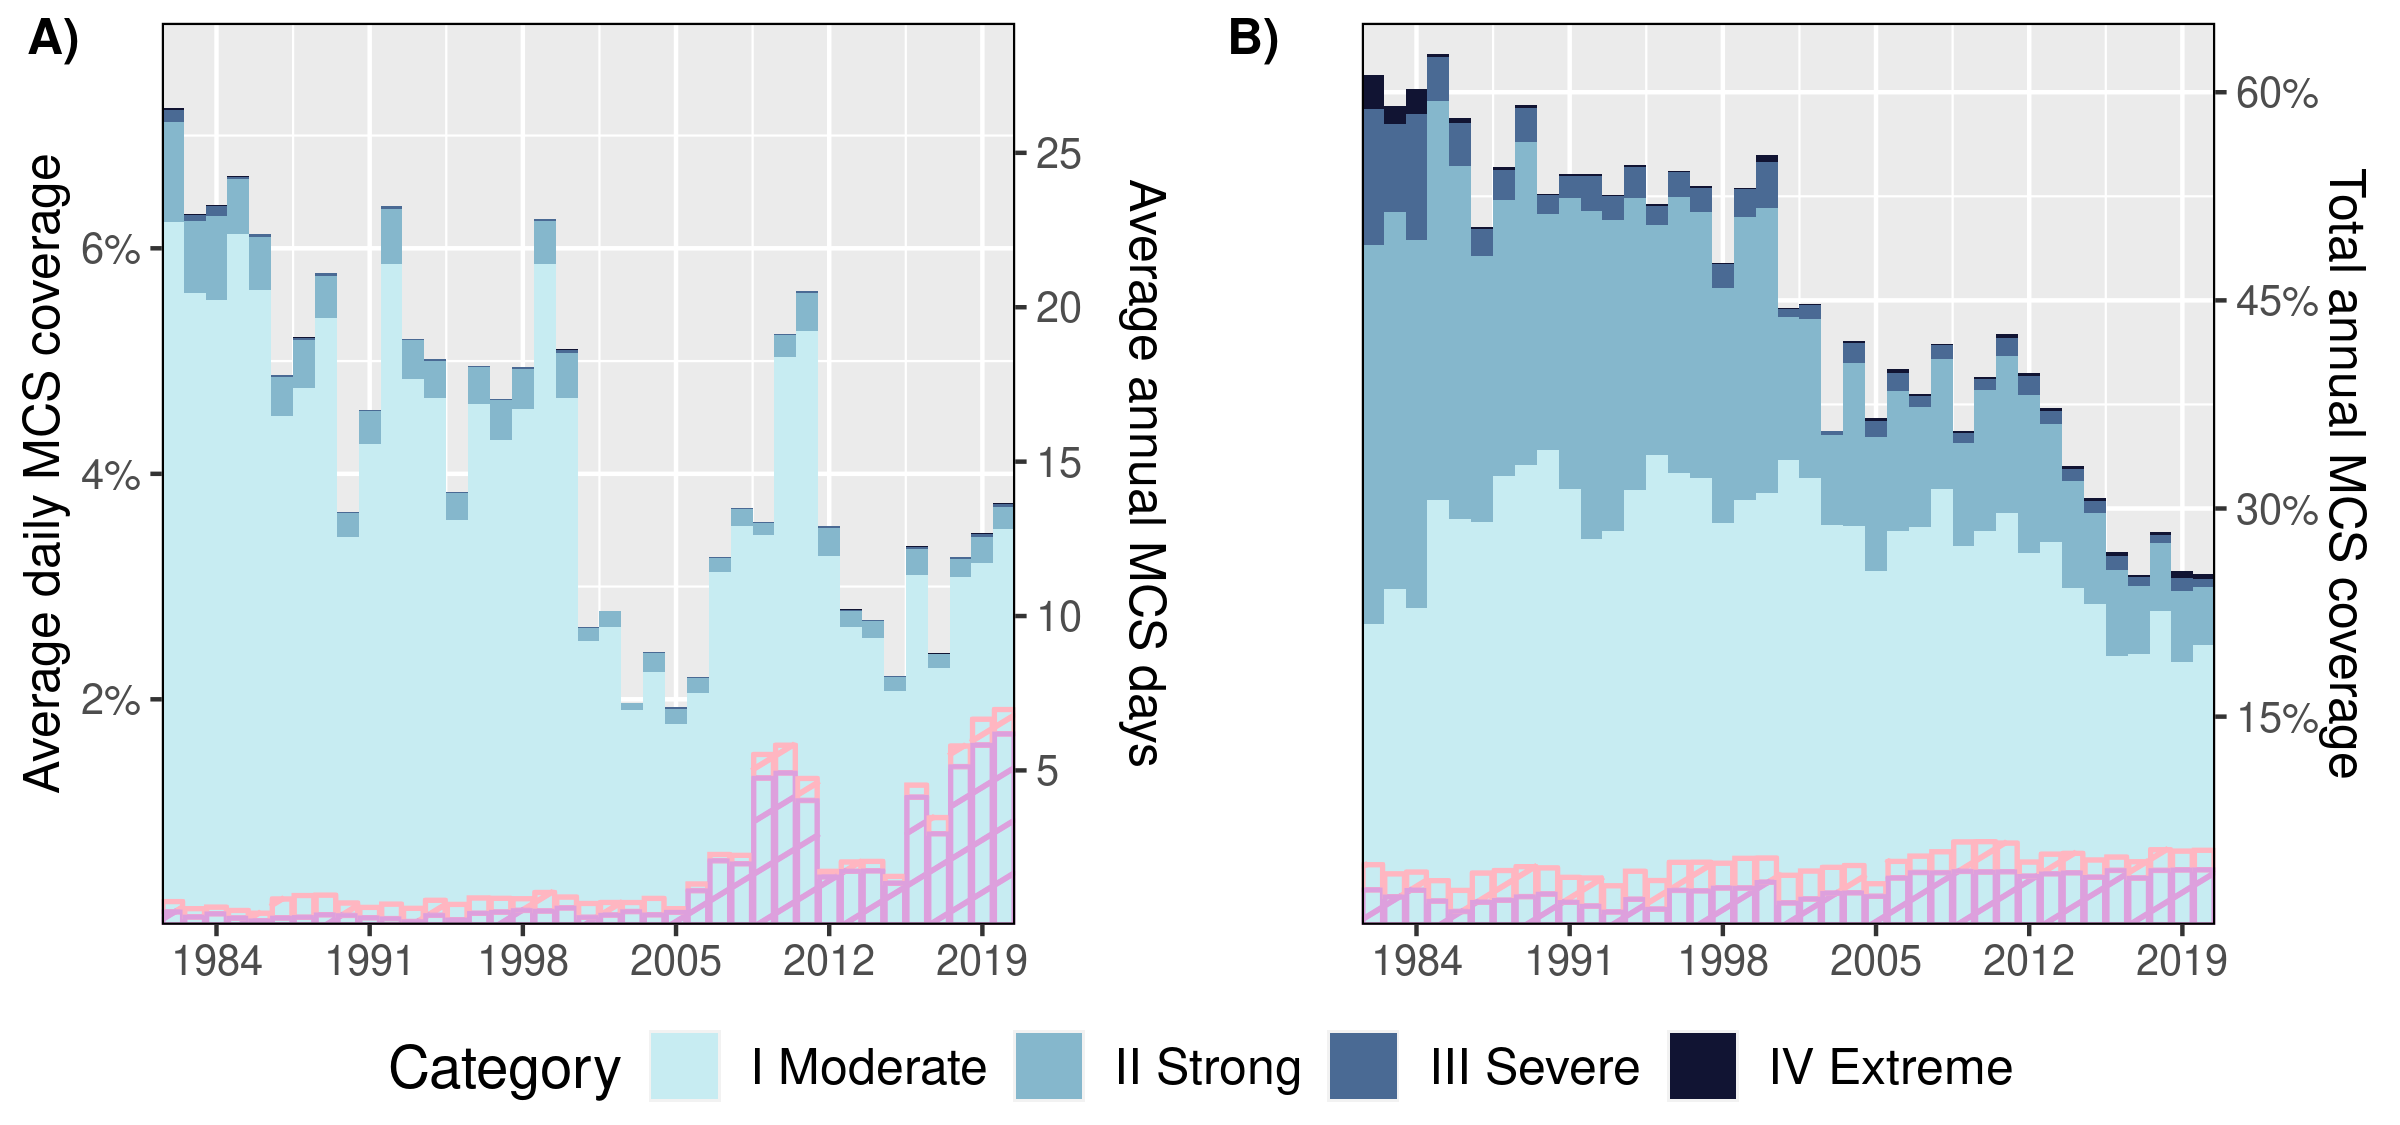 A)
Average daily MCS coverage
6%
4%
2%
25
20
15
10
5
Average annual MCS days
1984 1991 1998 2005 2012 2019
B)
60%
45%
30%
15%
Total annual MCS coverage
1984 1991 1998 2005 2012 2019
Category I Moderate II Strong III Severe IV Extreme